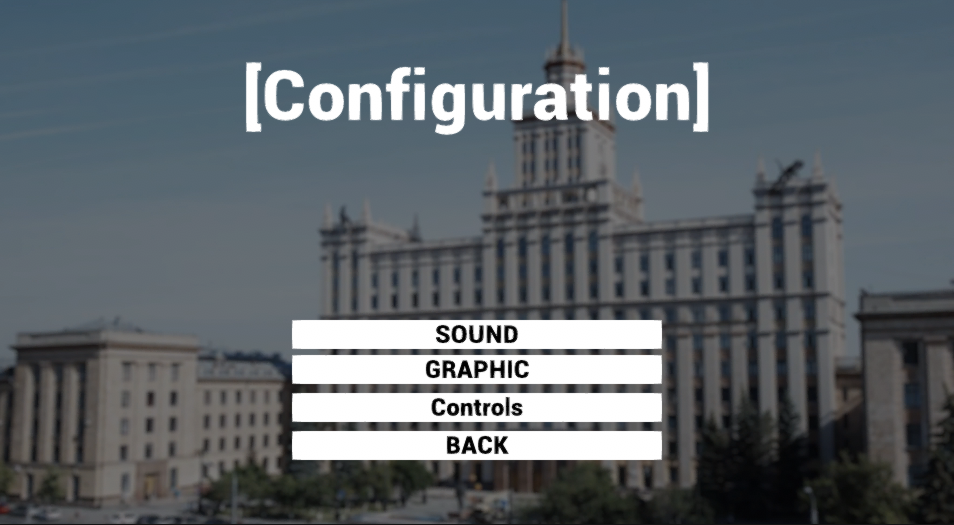 [Configuration]
SOUND
GRAPHIC
Controls
BACK